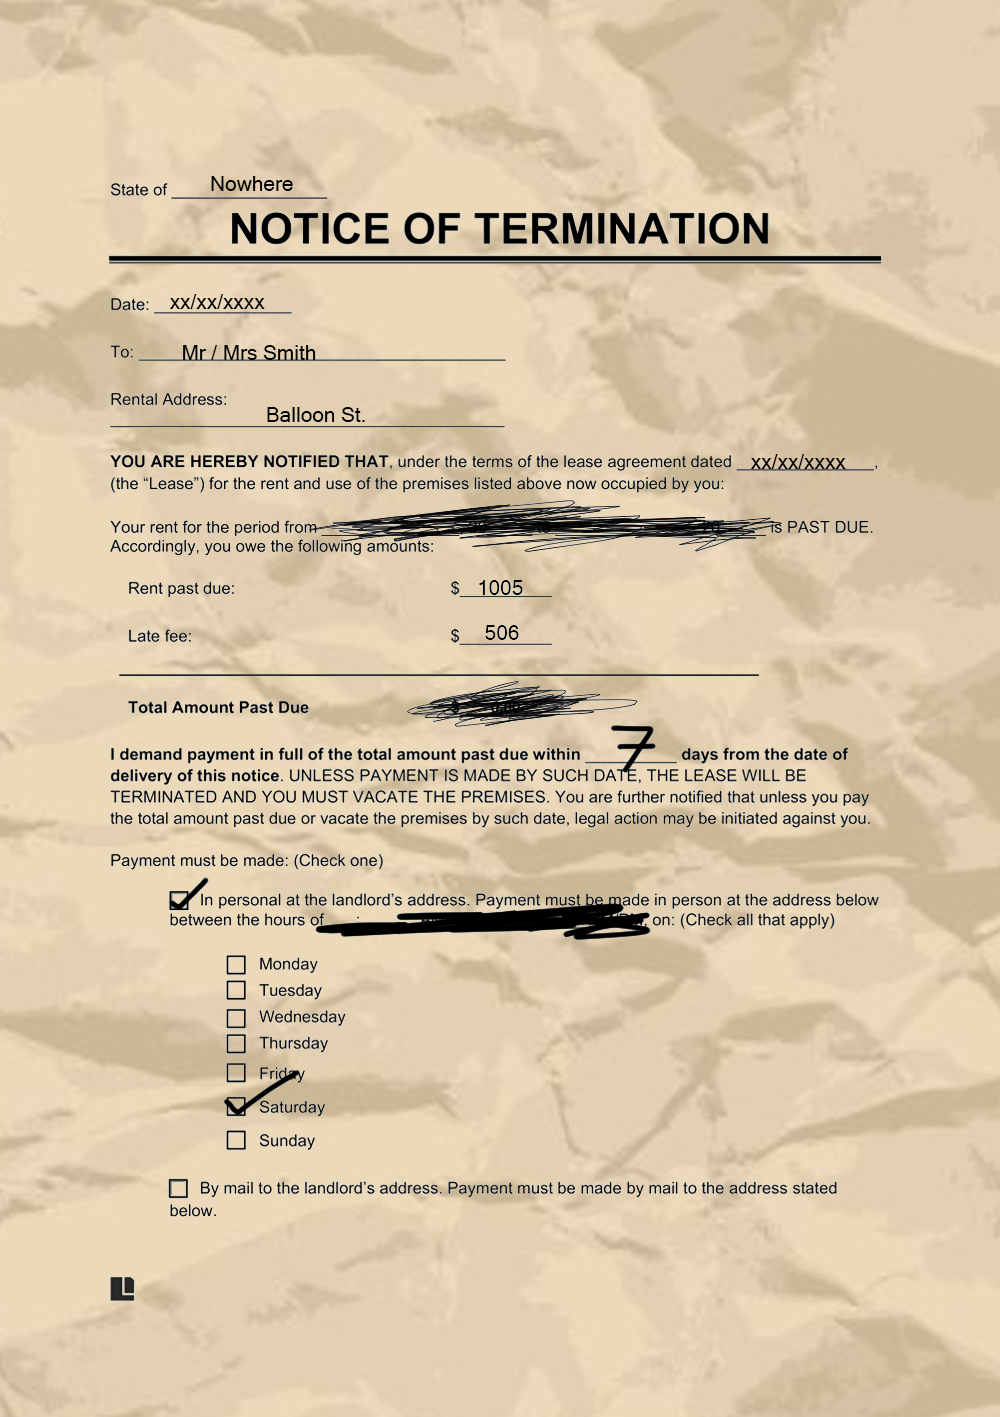 State of Nowhere
NOTICE OF TERMINATION
Date: xx/xx/xxxx
To: Mr / Mrs Smith
Rental Address:
Balloon St.
YOU ARE HEREBY NOTIFIED THAT, under the terms of the lease agreement dated xx/xx/xxxx,
(the “Lease”) for the rent and use of the premises listed above now occupied by you:
Your rent for the period from is PAST DUE.
Accordingly, you owe the following amounts:
Rent past due: $ 1005
Late fee: $ 506
Total Amount Past Due
I demand payment in full of the total amount past due within 7 days from the date of
delivery of this notice. UNLESS PAYMENT IS MADE BY SUCH DATE, THE LEASE WILL BE
TERMINATED AND YOU MUST VACATE THE PREMISES. You are further notified that unless you pay
the total amount past due or vacate the premises by such date, legal action may be initiated against you.
Payment must be made: (Check one)
In personal at the landlord’s address. Payment must be made in person at the address below
between the hours of : on: (Check all that apply)
Monday
Tuesday
Wednesday
Thursday
Friday
Saturday
Sunday
By mail to the landlord’s address. Payment must be made by mail to the address stated
below.